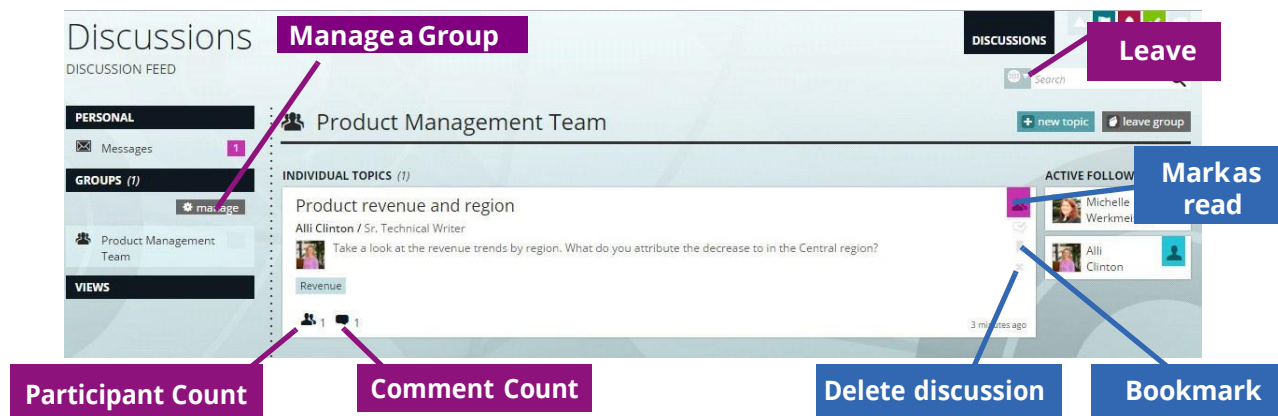 Discussions
Manage a Group
DISCUSSIONS
Leave
DISCUSSION FEED
Search
PERSONAL
Messages 1
GROUPS (1)
manage
Product Management
Team
VIEWS
Product Management Team
new topic
leave group
INDIVIDUAL TOPICS (1)
Product revenue and region
Alli Clinton / Sr. Technical Writer
Take a look at the revenue trends by region. What do you attribute the decrease to in the Central region?
Revenue
1 1
3 minutes ago
ACTIVE
Michelle
Alli
Clinton
Mark as
read
Participant Count
Comment Count
Delete discussion
Bookmark